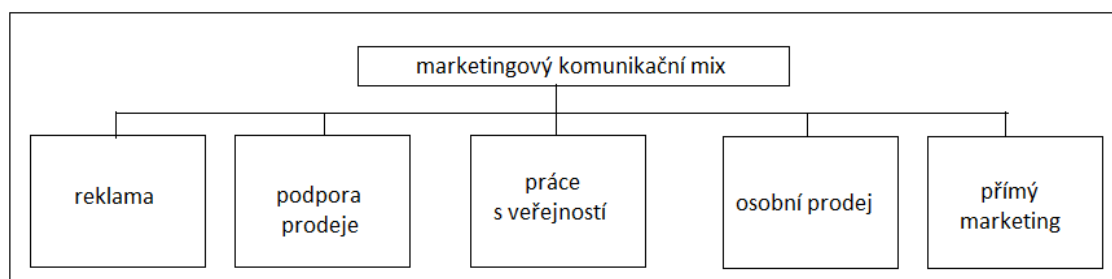 marketingový komunikační mix
reklama
podpora
prodeje
práce
s veřejností
osobní prodej
přímý
marketing